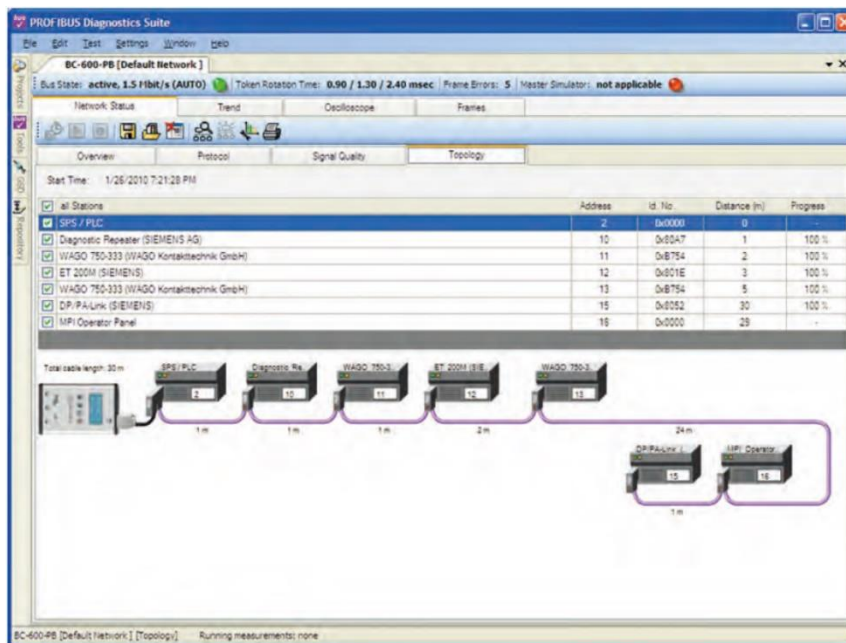 PROFIBUS Diagnostics Suite
File Edit Test Settings Window Help
BC-600-PB [Default Network ]
Bus State: active, 1.5 Mbit/s (AUTO) Token Rotation Time: 0.90 / 1.30 / 2.40 msec Frame Errors: 5 Master Simulator: not applicable
Network Status Trend Oscilloscope Frames
Overview Protocol Signal Quality Topology
Start Time: 1/26/2010 7:21:28 PM
all Stations Address Id. No. Distance (m) Progress
SPS / PLC 2 0x0000 0 -
Diagnostic Repeater (SIEMENS AG) 10 0x80A7 1 100 %
WAGO 750-333 (WAGO Kontakttechnik GmbH) 11 0xB754 2 100 %
ET 200M (SIEMENS) 12 0x801E 3 100 %
WAGO 750-333 (WAGO Kontakttechnik GmbH) 13 0xB754 5 100 %
DP/PA-Link (SIEMENS) 15 0x8052 30 100 %
MPI Operator Panel 16 0x0000 29 -
Projects
Tools
GSD
Repository
Total cable length: 30 m
SPS / PLC Diagnostic Re... WAGO 750-3... ET 200M (SIE... WAGO 750-3...
2 10 11 12 13
1 m 1 m 1 m 2 m 24 m
DP/PA-Link (... MPI Operator...
15 16
1 m
BC-600-PB [Default Network ] [Topology] Running measurements: none